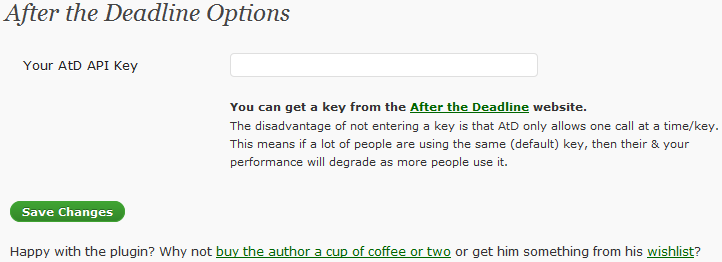 After the Deadline Options
Your AtD API Key
You can get a key from the After the Deadline website.
The disadvantage of not entering a key is that AtD only allows one call at a time/key.
This means if a lot of people are using the same (default) key, then their & your
performance will degrade as more people use it.
Save Changes
Happy with the plugin? Why not buy the author a cup of coffee or two or get him something from his wishlist?